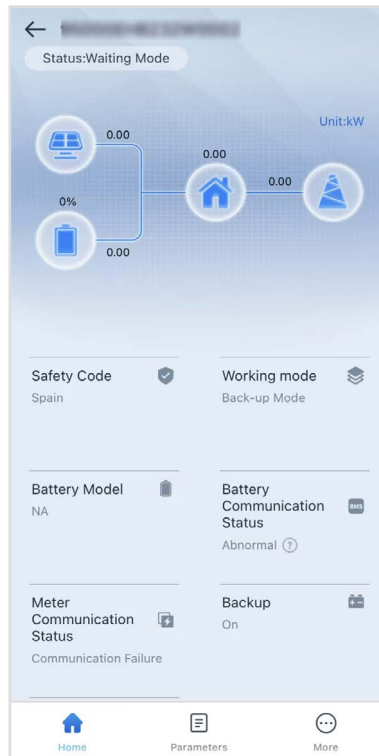 Status:Waiting Mode
Unit:kW
0.00
0.00
0.00
0%
0.00
Safety Code
Spain
Working mode
Back-up Mode
Battery Model
NA
Battery
Communication
Status
BMS
Abnormal ?
Meter
Communication
Status
Communication Failure
Backup
On
Home
Parameters
More